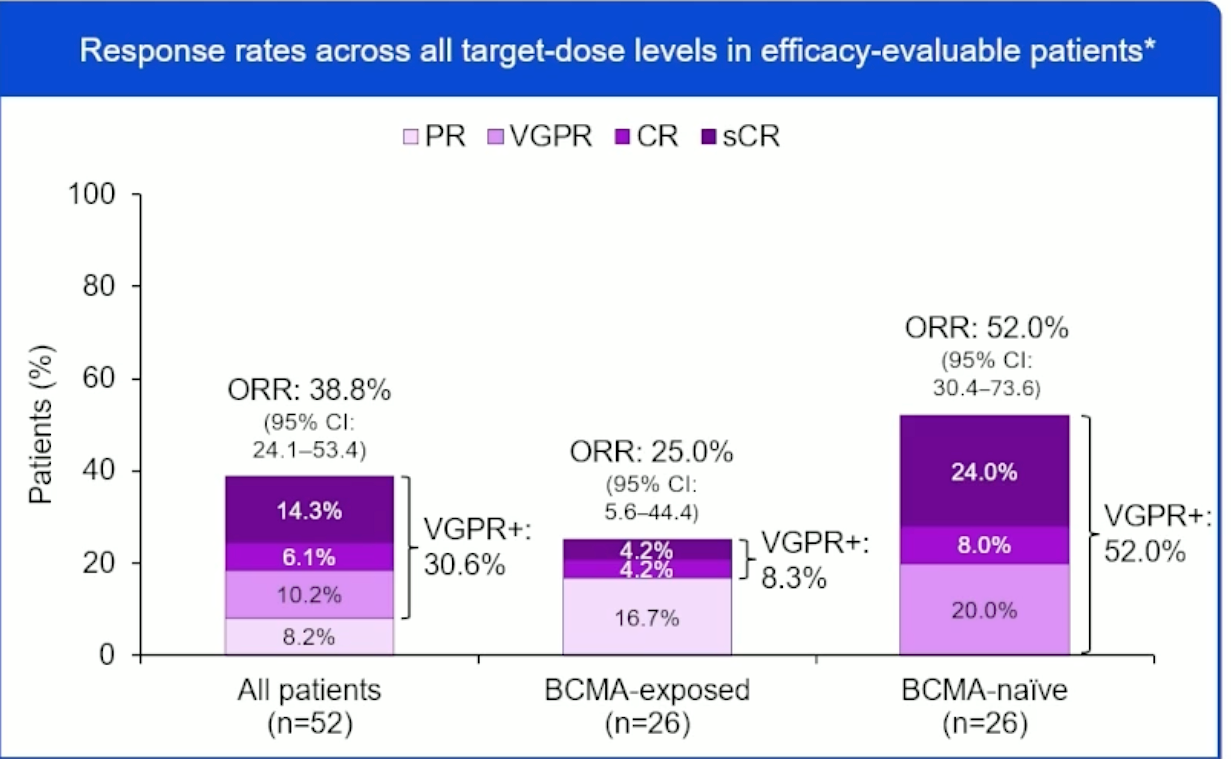 Response rates across all target-dose levels in efficacy-evaluable patients*
PR VGPR CR sCR
Patients (%)
100
80
60
40
20
0
ORR: 38.8%
(95% CI:
24.1–53.4)
14.3%
6.1%
10.2%
8.2%
VGPR+:
30.6%
ORR: 25.0%
(95% CI:
5.6–44.4)
4.2%
4.2%
16.7%
VGPR+:
8.3%
ORR: 52.0%
(95% CI:
30.4–73.6)
24.0%
8.0%
20.0%
VGPR+:
52.0%
All patients
(n=52)
BCMA-exposed
(n=26)
BCMA-naïve
(n=26)